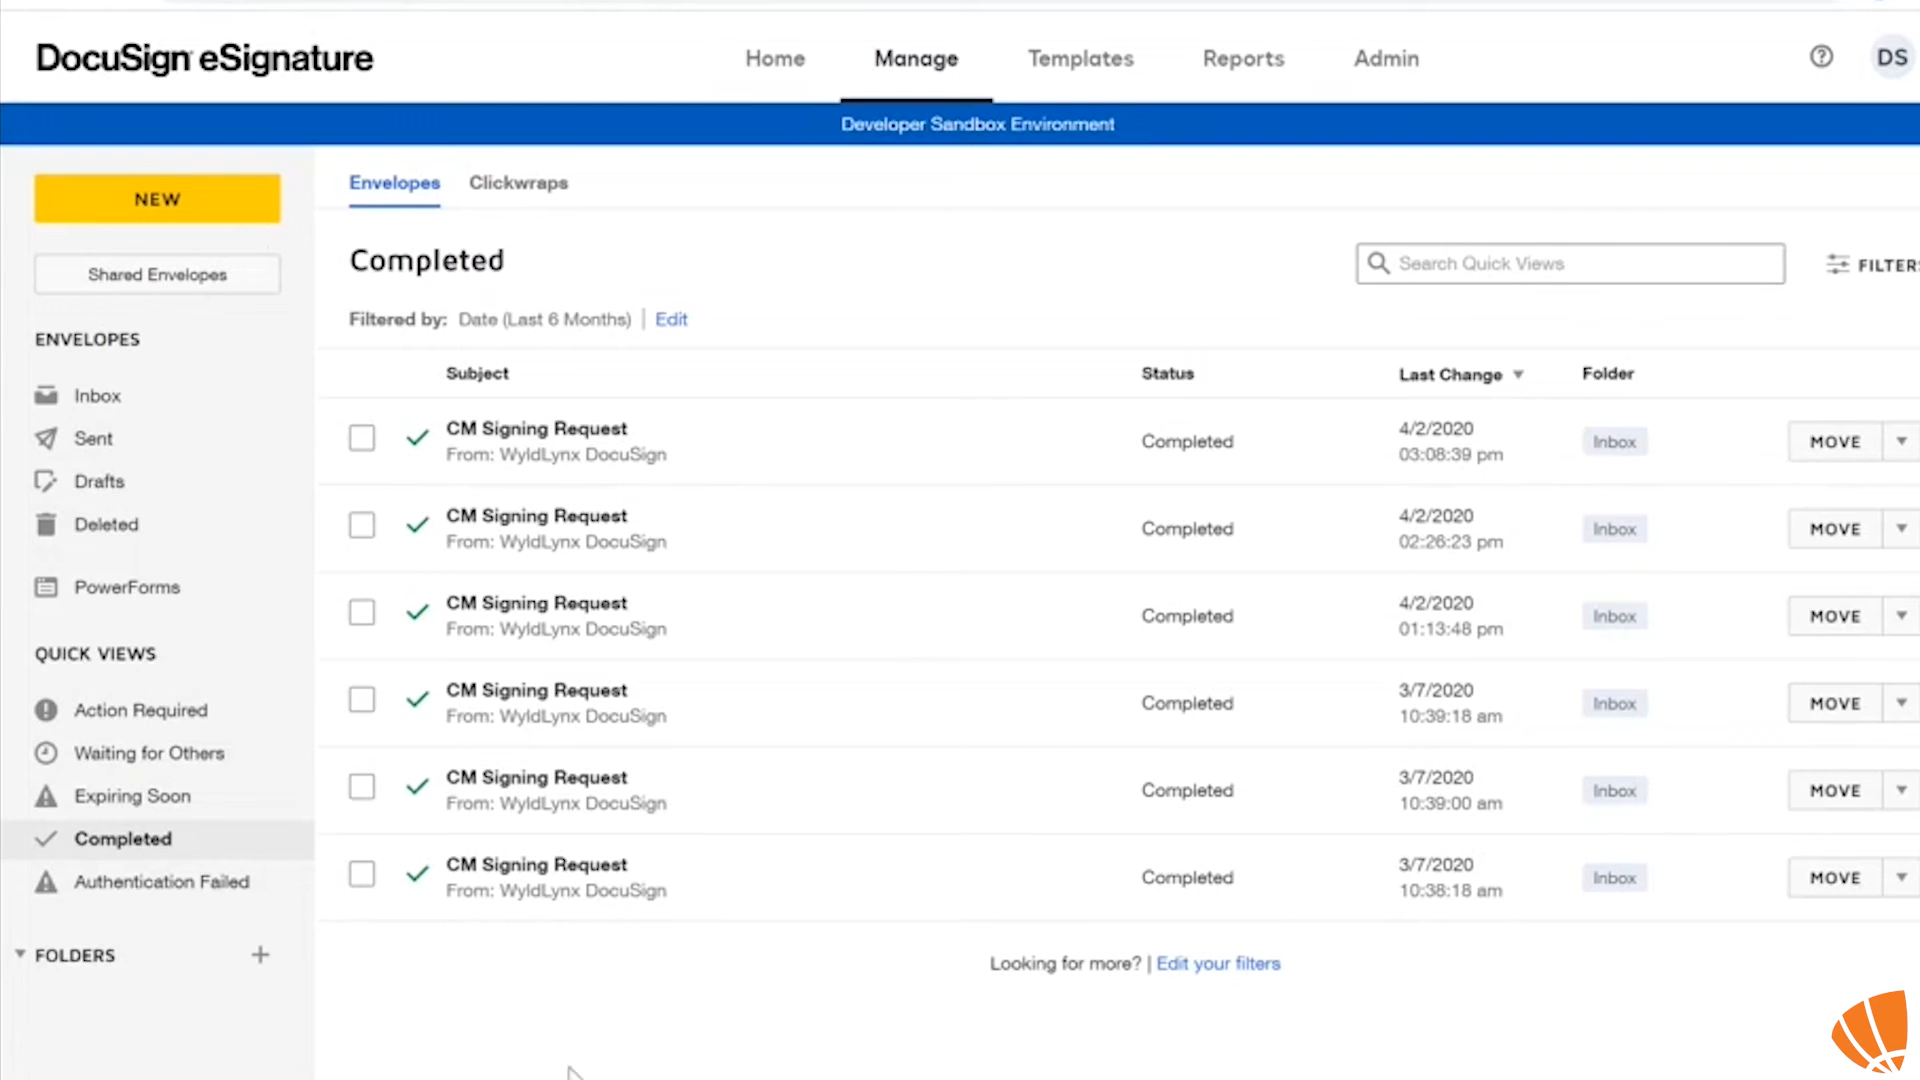 DocuSign eSignature
Home
Manage
Templates
Reports
Admin
DS
Developer Sandbox Environment
NEW
Shared Envelopes
ENVELOPES
Inbox
Sent
Drafts
Deleted
PowerForms
QUICK VIEWS
Action Required
Waiting for Others
Expiring Soon
Completed
Authentication Failed
FOLDERS
Envelopes
Clickwraps
Completed
Search Quick Views
FILTERS
Filtered by: Date (Last 6 Months) | Edit
Subject
Status
Last Change
Folder
CM Signing Request
From: WyldLynx DocuSign
Completed
4/2/2020
03:08:39 pm
Inbox
MOVE
CM Signing Request
From: WyldLynx DocuSign
Completed
4/2/2020
02:26:23 pm
Inbox
MOVE
CM Signing Request
From: WyldLynx DocuSign
Completed
4/2/2020
01:13:48 pm
Inbox
MOVE
CM Signing Request
From: WyldLynx DocuSign
Completed
3/7/2020
10:39:18 am
Inbox
MOVE
CM Signing Request
From: WyldLynx DocuSign
Completed
3/7/2020
10:39:00 am
Inbox
MOVE
CM Signing Request
From: WyldLynx DocuSign
Completed
3/7/2020
10:38:18 am
Inbox
MOVE
Looking for more? | Edit your filters